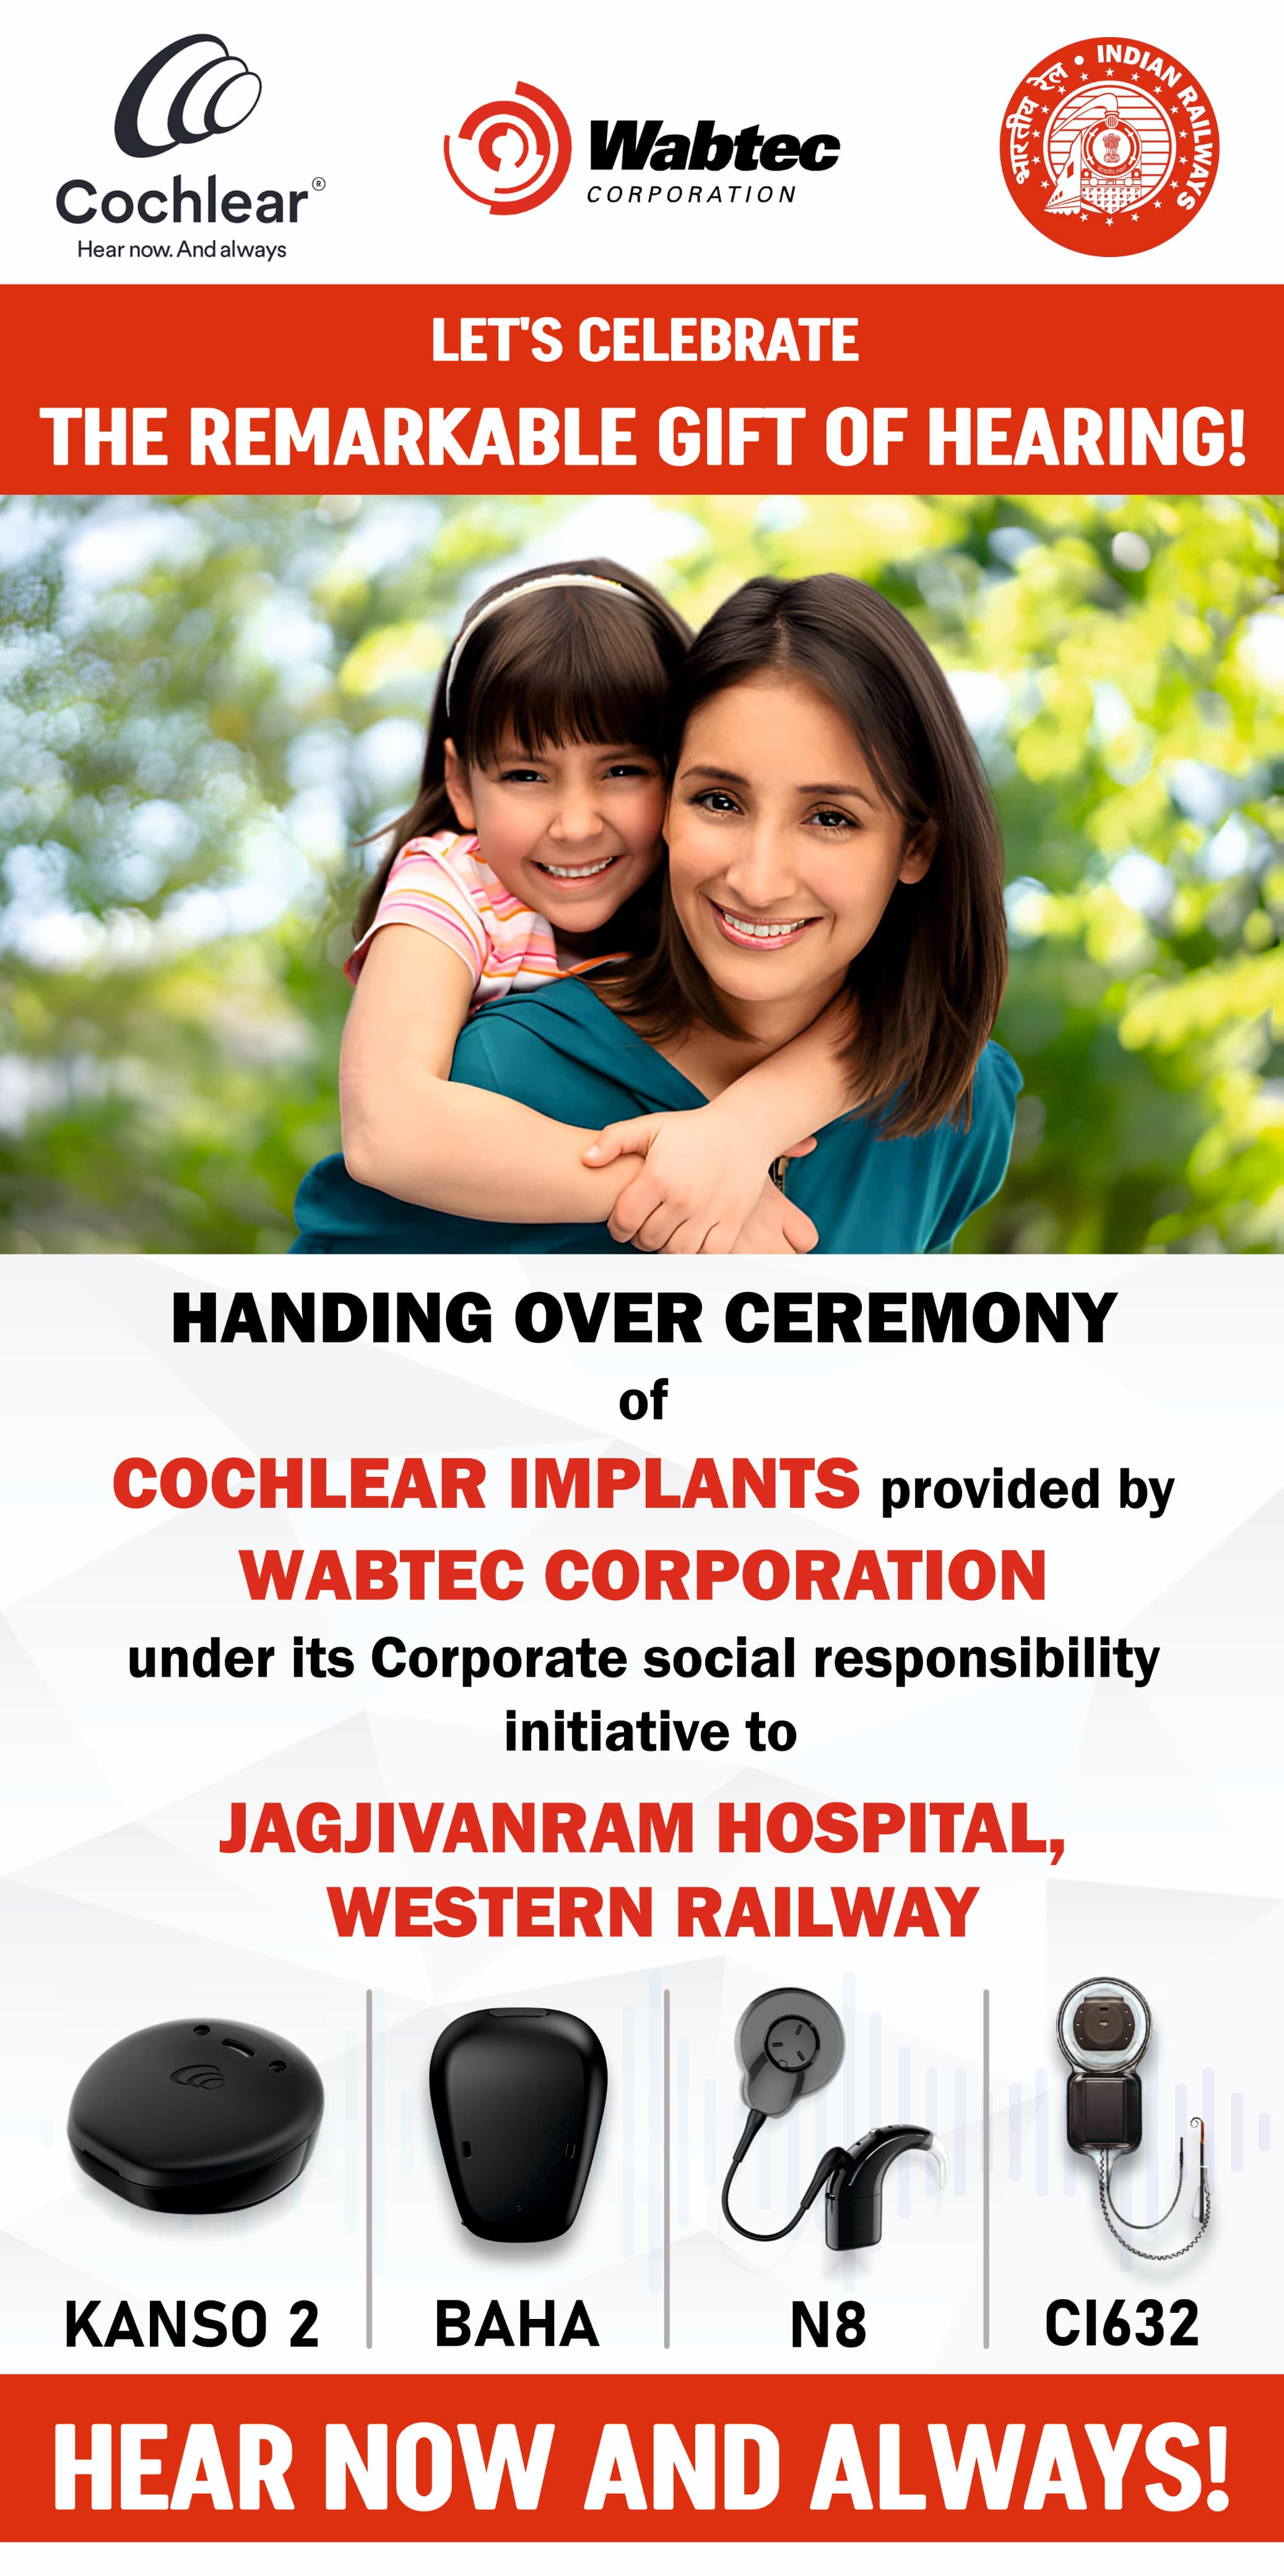 Cochlear®
Hear now. And always
Wabtec
CORPORATION
भारतीय रेल • INDIAN RAILWAYS
LET'S CELEBRATE
THE REMARKABLE GIFT OF HEARING!
HANDING OVER CEREMONY
of
COCHLEAR IMPLANTS provided by
WABTEC CORPORATION
under its Corporate social responsibility
initiative to
JAGJIVANRAM HOSPITAL,
WESTERN RAILWAY
KANSO 2
BAHA
N8
CI632
HEAR NOW AND ALWAYS!